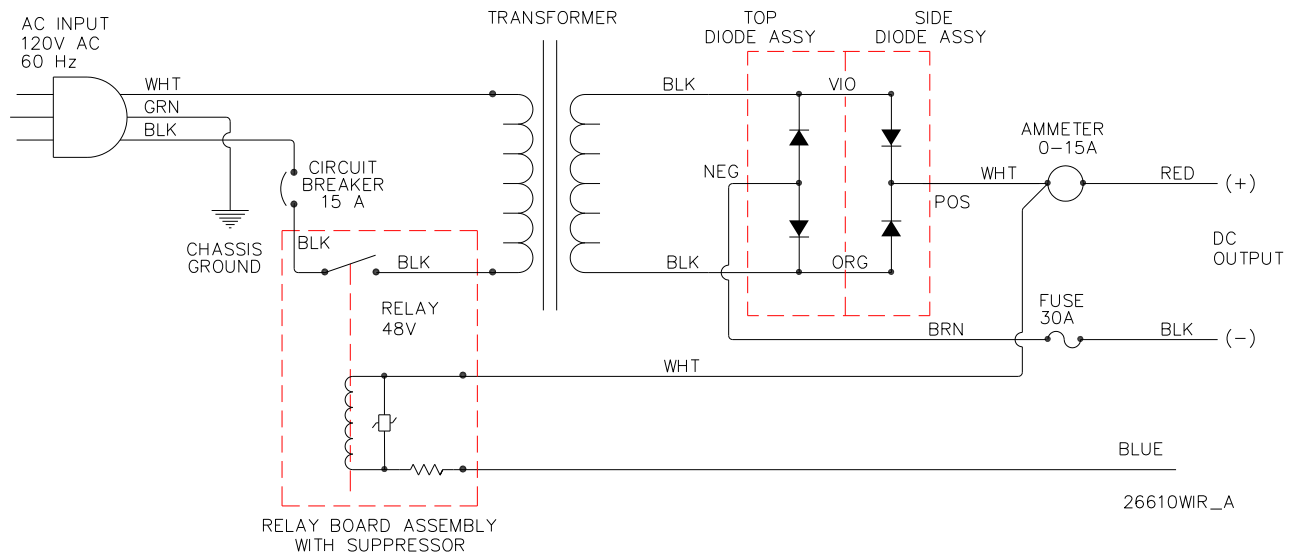 AC INPUT
120V AC
60 Hz
TRANSFORMER
TOP
DIODE ASSY
SIDE
DIODE ASSY
WHT
GRN
BLK
BLK
VIO
AMMETER
0-15A
CIRCUIT
BREAKER
15 A
NEG
WHT
RED
(+)
POS
CHASSIS
GROUND
BLK
BLK
BLK
ORG
DC
OUTPUT
RELAY
48V
FUSE
30A
BRN
BLK
(-)
WHT
BLUE
26610WIR_A
RELAY BOARD ASSEMBLY
WITH SUPPRESSOR